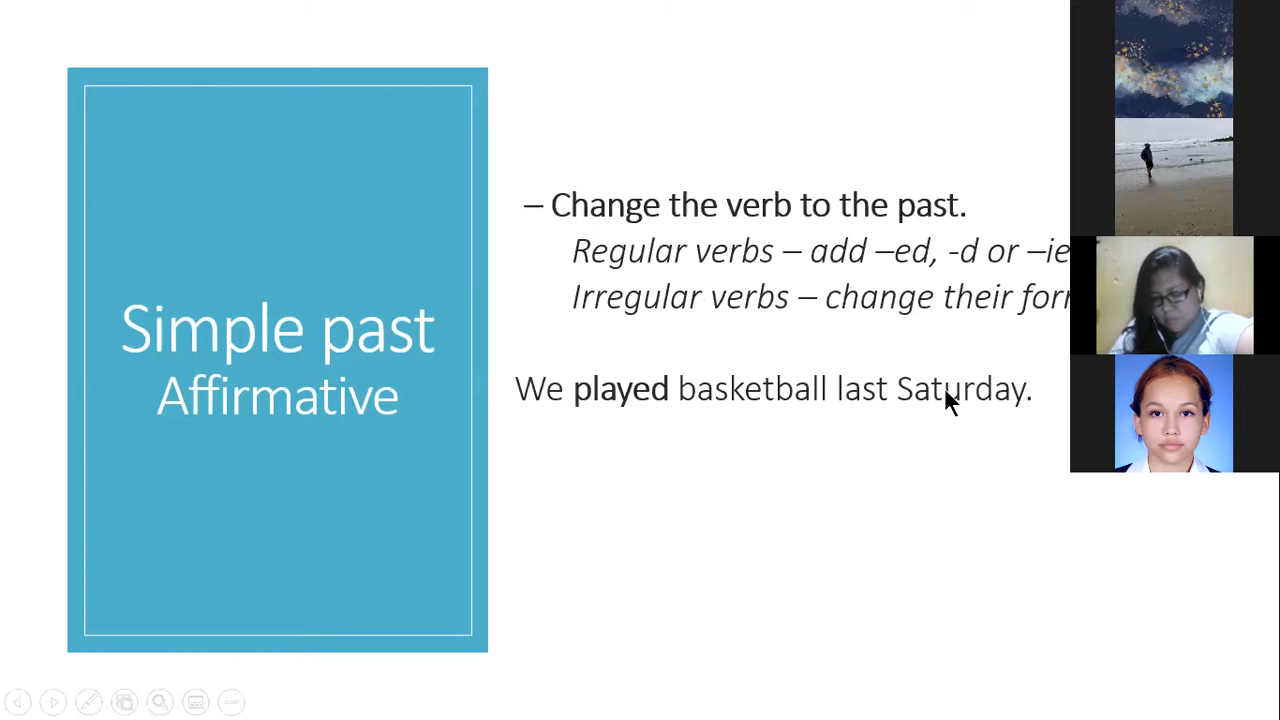 Simple past
Affirmative
– Change the verb to the past.
Regular verbs – add –ed, -d or –ie
Irregular verbs – change their for
We played basketball last Saturday.